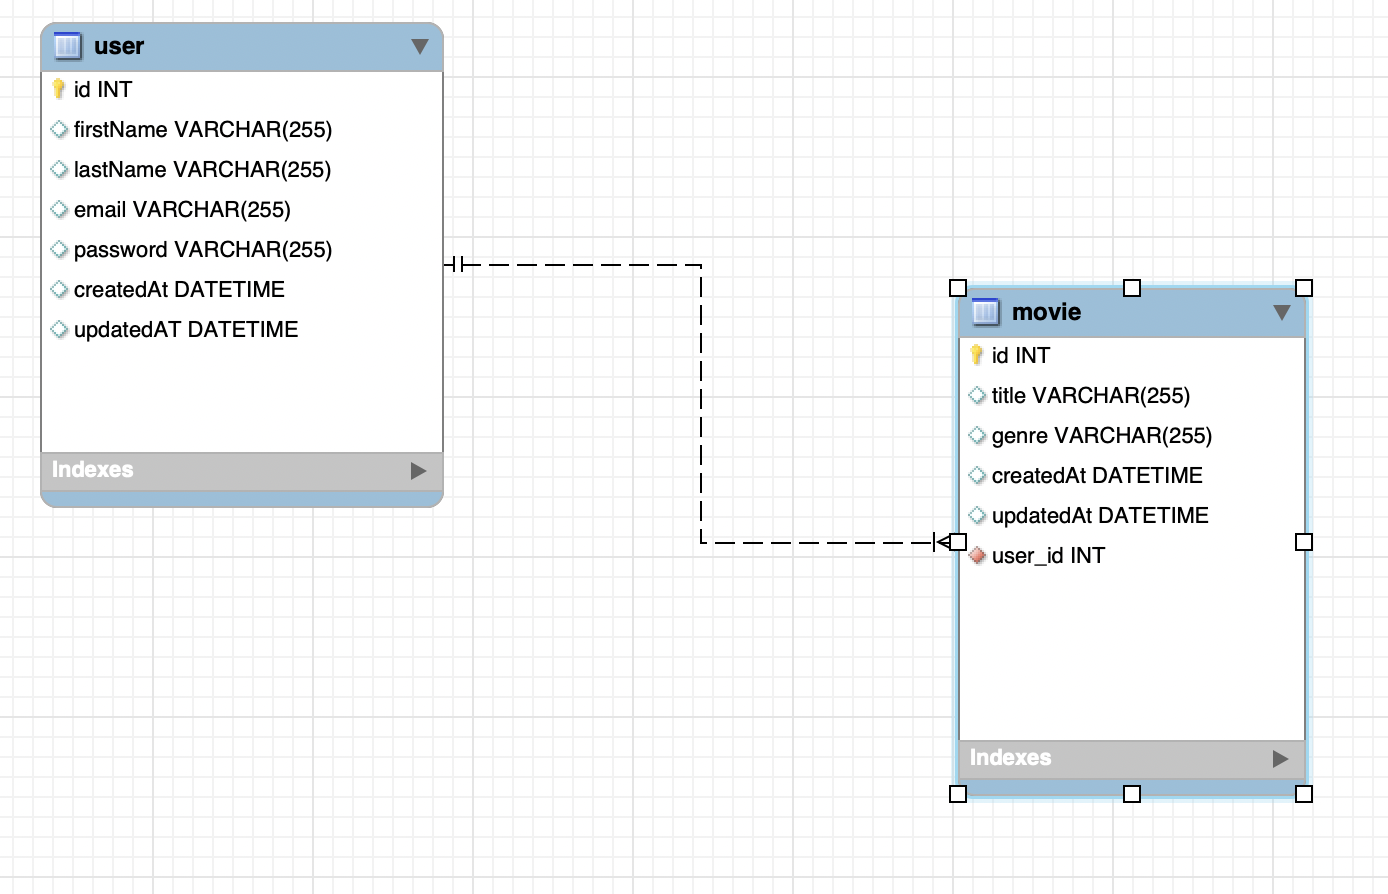 user
id INT
firstName VARCHAR(255)
lastName VARCHAR(255)
email VARCHAR(255)
password VARCHAR(255)
createdAt DATETIME
updatedAT DATETIME
Indexes
movie
id INT
title VARCHAR(255)
genre VARCHAR(255)
createdAt DATETIME
updatedAt DATETIME
user_id INT
Indexes